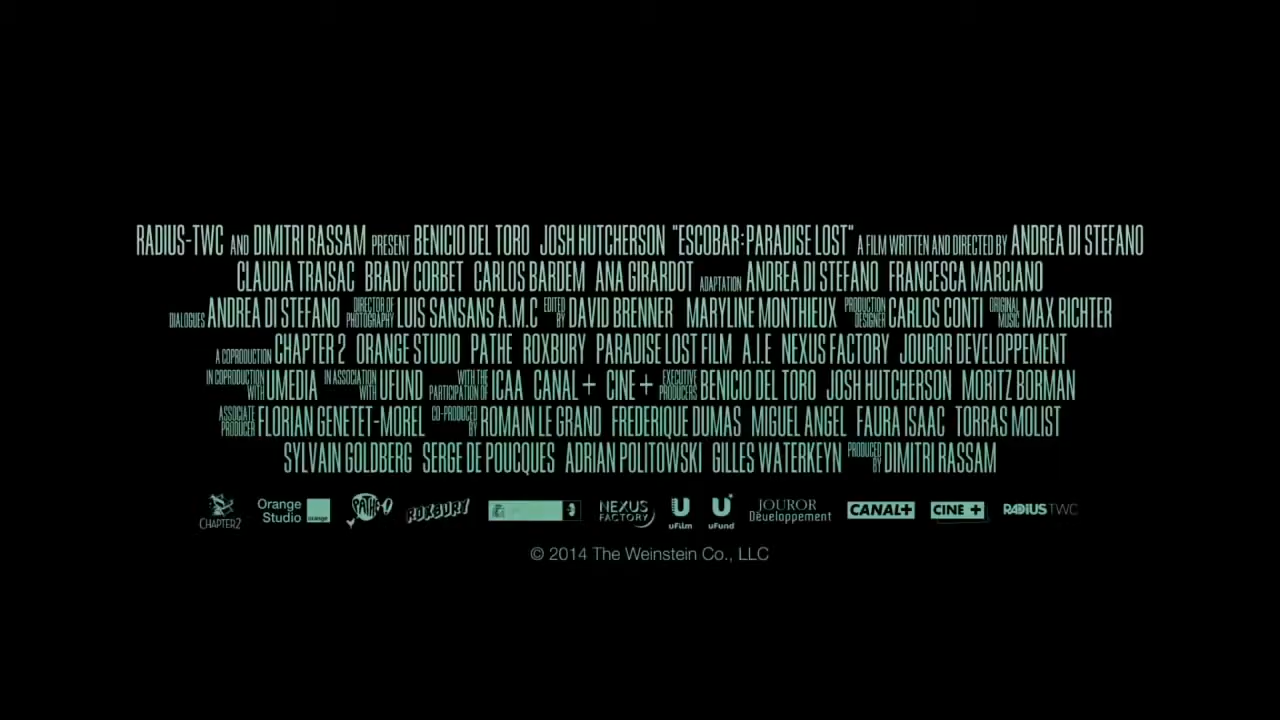 RADIUS-TWC AND DIMITRI RASSAM PRESENT BENICIO DEL TORO JOSH HUTCHERSON "ESCOBAR: PARADISE LOST" A FILM WRITTEN AND DIRECTED BY ANDREA DI STEFANO
CLAUDIA TRAISAC BRADY CORBET CARLOS BARDEM ANA GIRARDOT ADAPTATION ANDREA DI STEFANO FRANCESCA MARCIANO
DIALOGUES ANDREA DI STEFANO DIRECTOR OF PHOTOGRAPHY LUIS SANSANS A.M.C EDITED BY DAVID BRENNER MARYLINE MONTHIEUX PRODUCTION DESIGNER CARLOS CONTI ORIGINAL MUSIC MAX RICHTER
A COPRODUCTION CHAPTER 2 ORANGE STUDIO PATHE ROXBURY PARADISE LOST FILM A.I.E NEXUS FACTORY JOUROR DEVELOPPEMENT
IN COPRODUCTION WITH UMEDIA IN ASSOCIATION WITH UFUND WITH THE PARTICIPATION OF ICAA CANAL + CINE + EXECUTIVE PRODUCERS BENICIO DEL TORO JOSH HUTCHERSON MORITZ BORMAN
ASSOCIATE PRODUCER FLORIAN GENETET-MOREL CO-PRODUCED BY ROMAIN LE GRAND FREDERIQUE DUMAS MIGUEL ANGEL FAURA ISAAC TORRAS MOLIST
SYLVAIN GOLDBERG SERGE DE POUCQUES ADRIAN POLITOWSKI GILLES WATERKEYN PRODUCED BY DIMITRI RASSAM
CHAPTER2 Orange Studio orange PATHE ROXBURY NEXUS FACTORY uFilm uFund JOUROR Développement CANAL+ CINE + RADIUS TWC
© 2014 The Weinstein Co., LLC